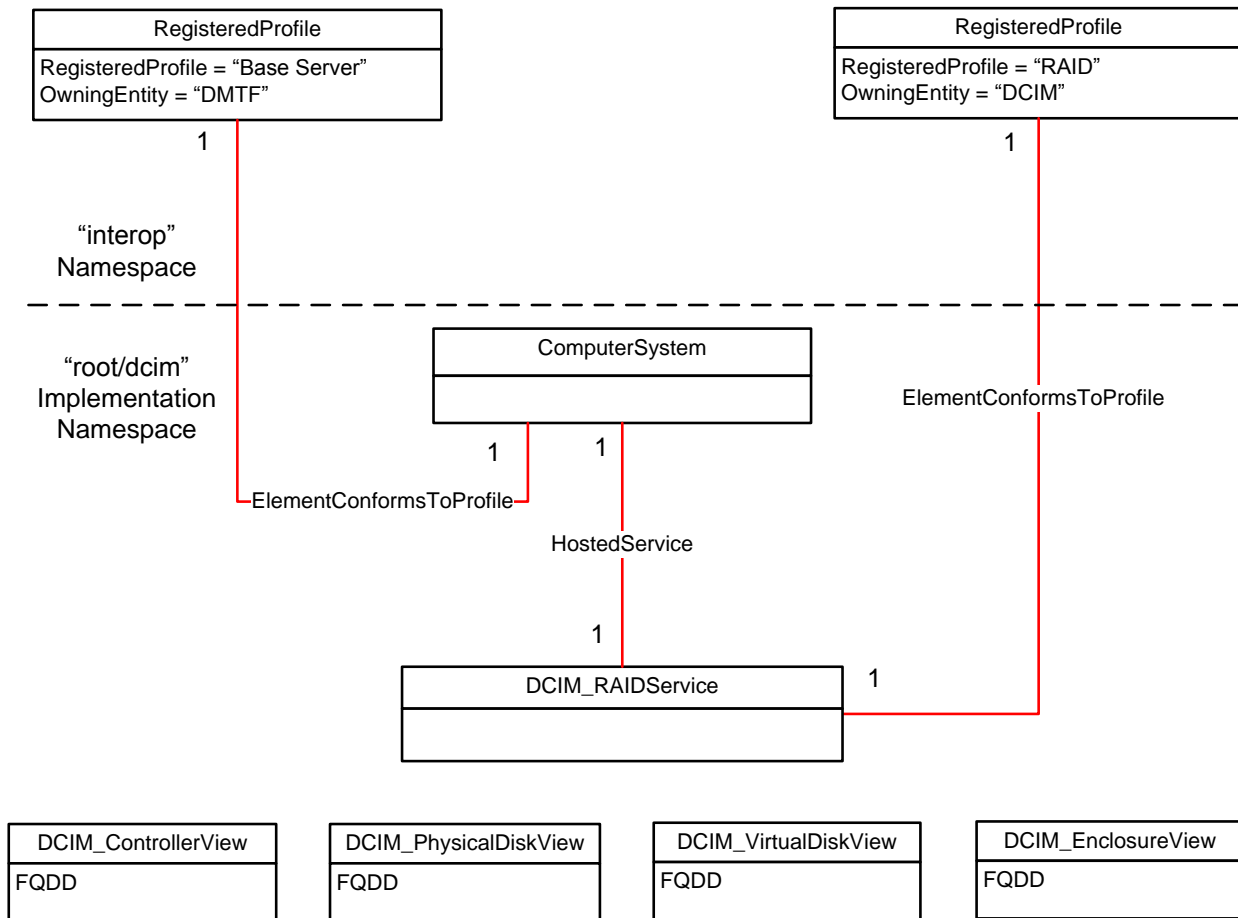 RegisteredProfile
RegisteredProfile = “Base Server”
OwningEntity = “DMTF”
RegisteredProfile
RegisteredProfile = “RAID”
OwningEntity = “DCIM”
1
1
“interop”
Namespace
“root/dcim”
Implementation
Namespace
ComputerSystem
ElementConformsToProfile
1
1
ElementConformsToProfile
HostedService
1
1
DCIM_RAIDService
DCIM_ControllerView
FQDD
DCIM_PhysicalDiskView
FQDD
DCIM_VirtualDiskView
FQDD
DCIM_EnclosureView
FQDD